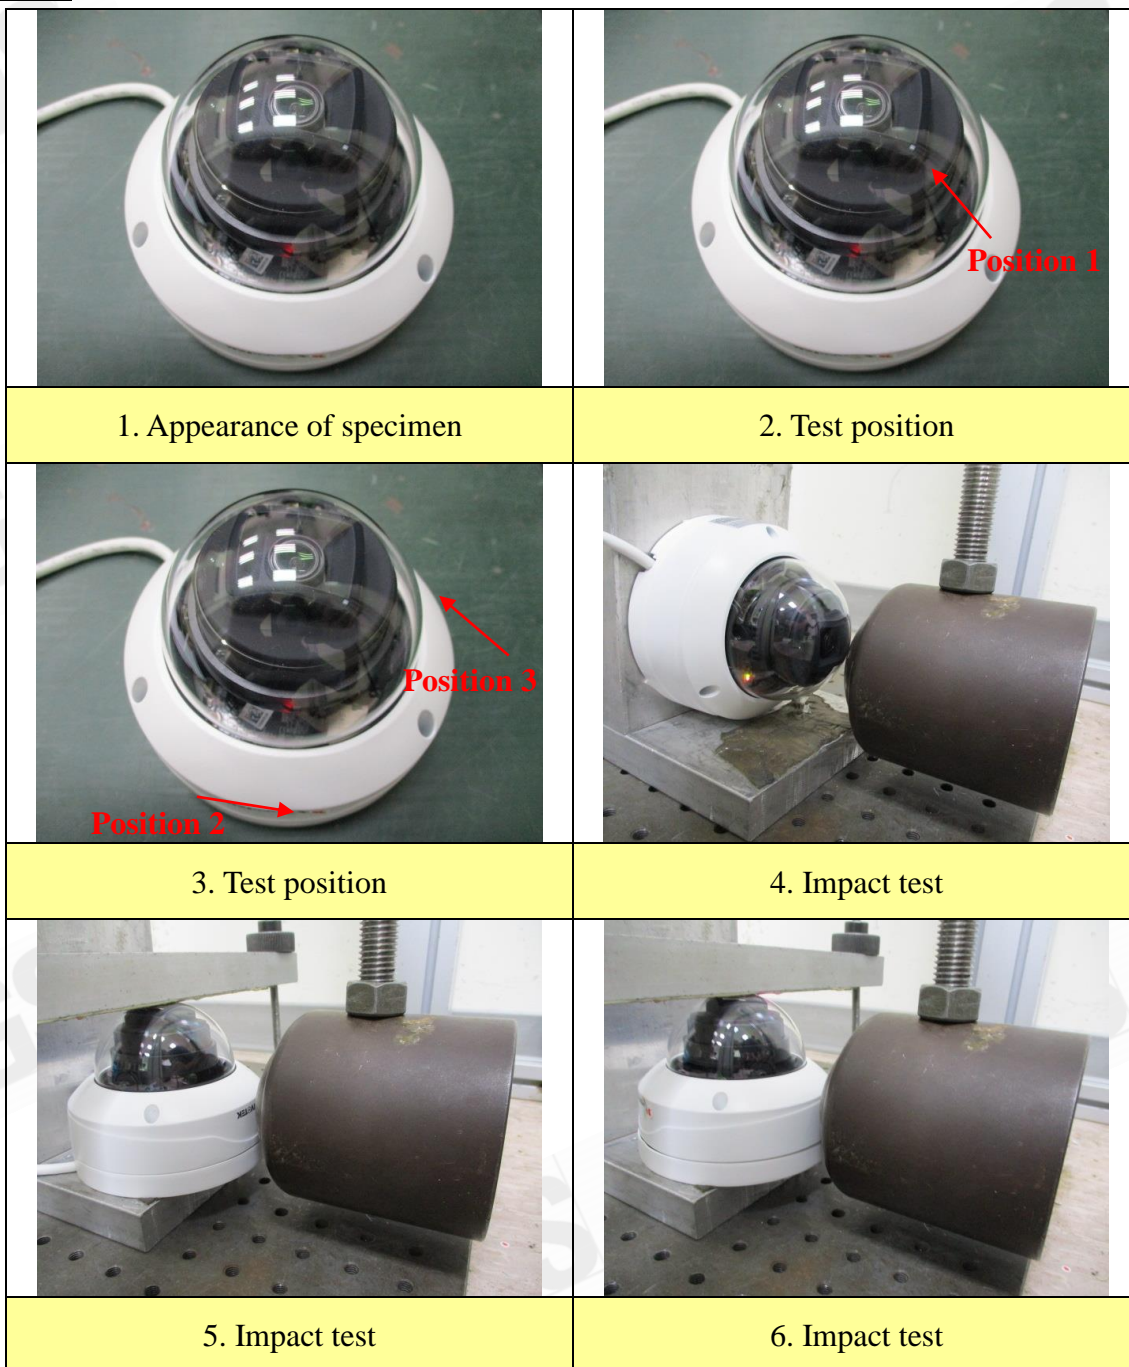 Position 1
1. Appearance of specimen
2. Test position
Position 3
Position 2
3. Test position
4. Impact test
5. Impact test
6. Impact test